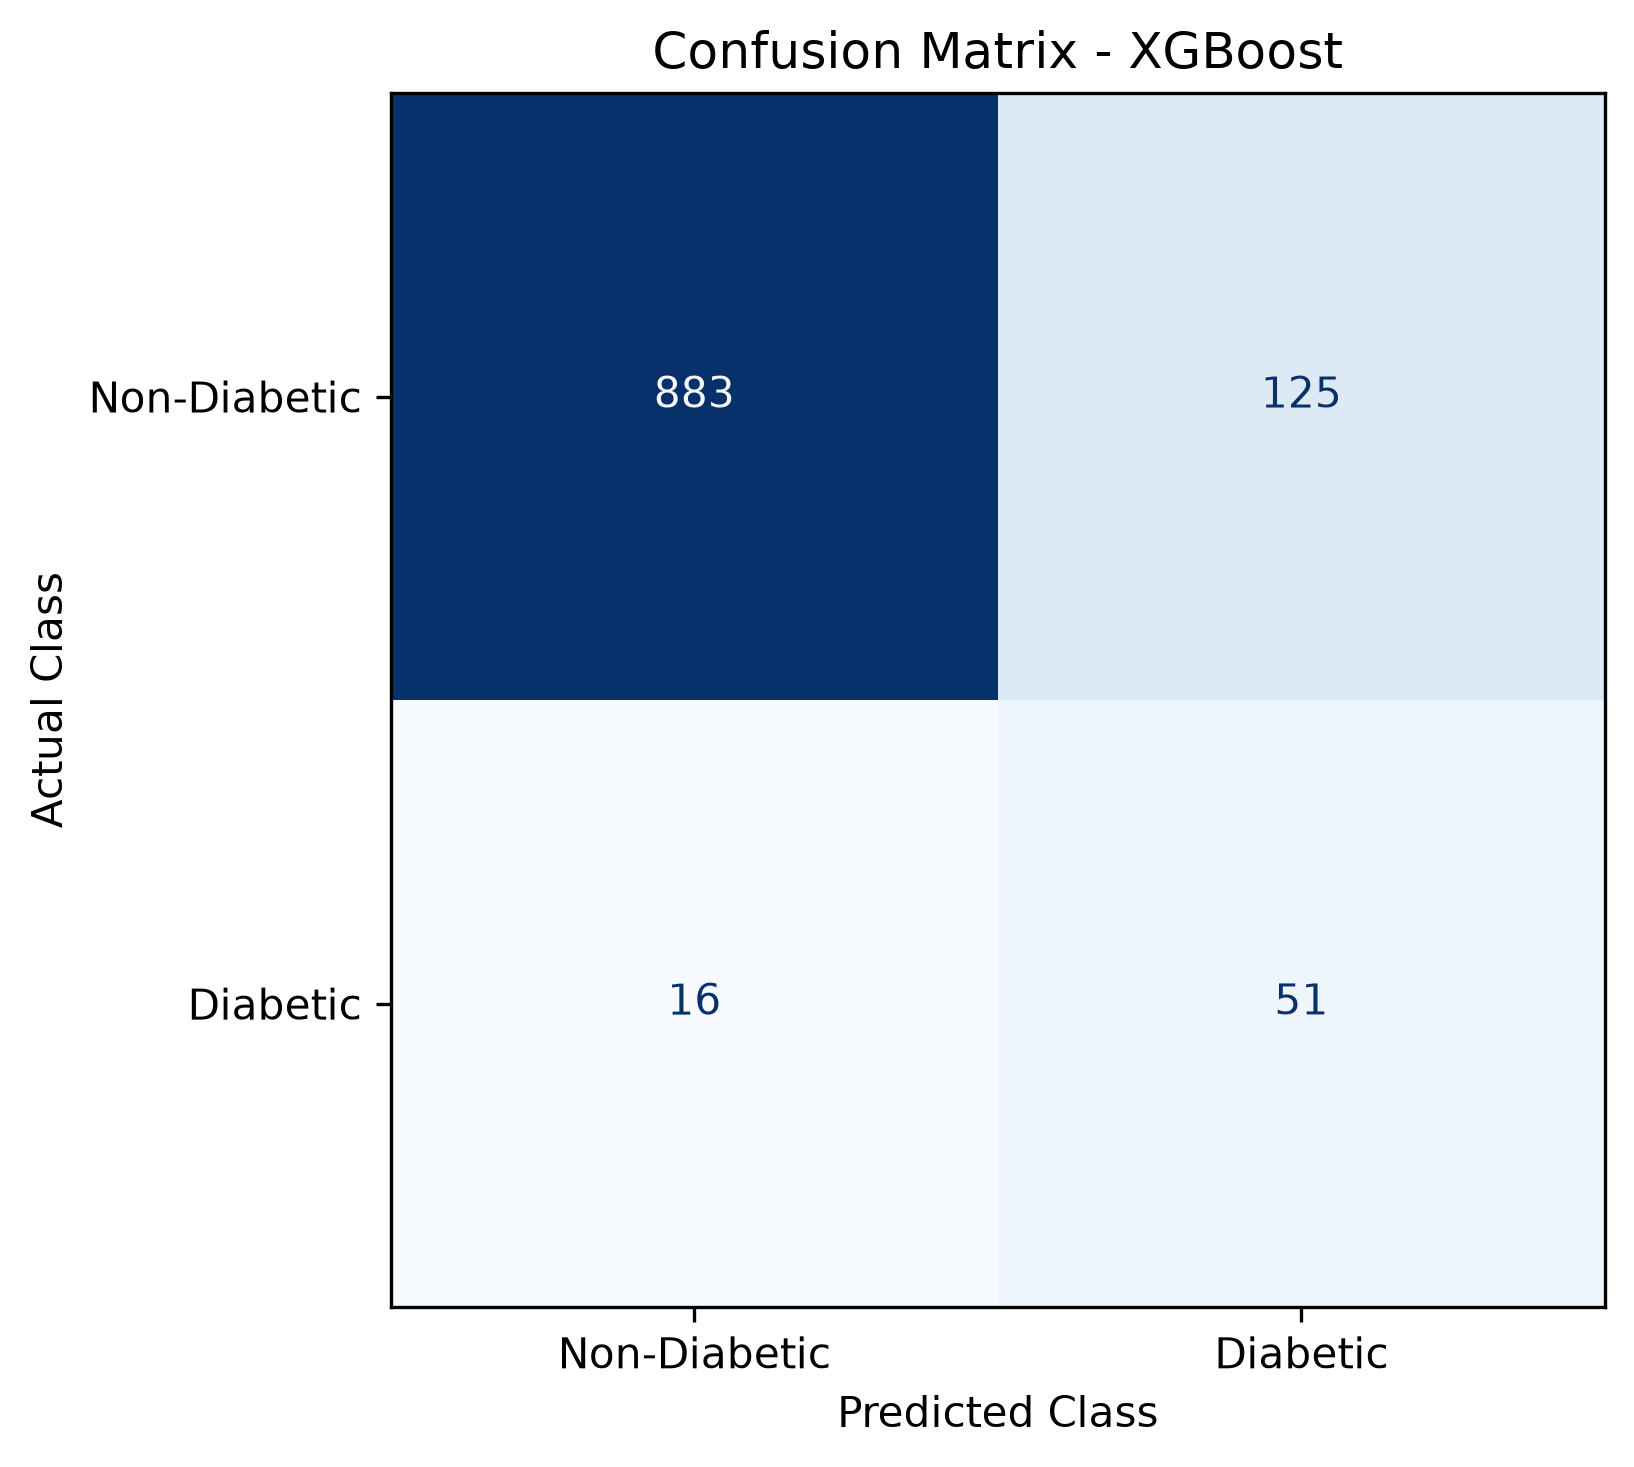 Confusion Matrix - XGBoost
Actual Class
Non-Diabetic
883
125
Diabetic
16
51
Non-Diabetic
Diabetic
Predicted Class